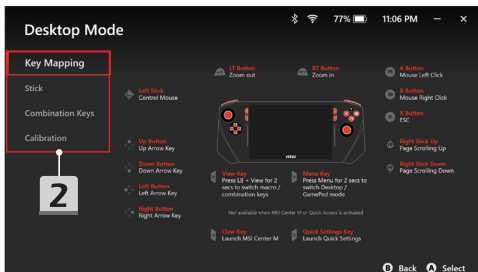 Desktop Mode
77%
11:06 PM
Key Mapping
Stick
Combination Keys
Calibration
2
LT Button
Zoom out
RT Button
Zoom in
A Button
Mouse Left Click
B Button
Mouse Right Click
X Button
ESC
Left Stick
Control Mouse
Right Stick Up
Page Scrolling Up
Right Stick Down
Page Scrolling Down
Up Button
Up Arrow Key
Down Button
Down Arrow Key
Left Button
Left Arrow Key
Right Button
Right Arrow Key
msi
View Key
Press LB + View for 2
secs to switch macro /
combination keys
Menu Key
Press Menu for 2 secs to
switch Desktop /
GamePad mode
Not available when MSI Center M or Quick Access is activated
Claw Key
Launch MSI Center M
Quick Settings Key
Launch Quick Settings
B Back
A Select